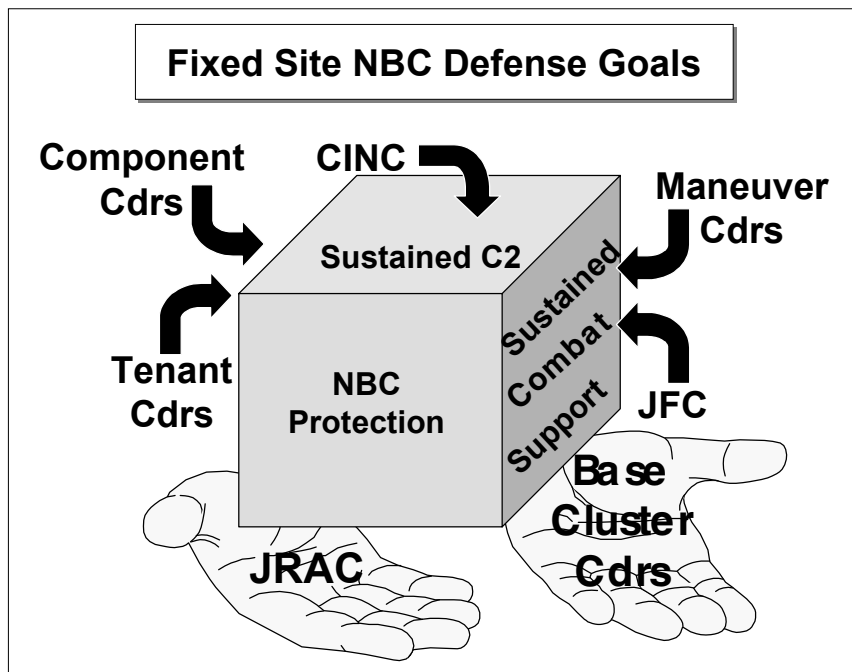 Fixed Site NBC Defense Goals
Component
Cdrs
CINC
Maneuver
Cdrs
Sustained C2
Sustained
Combat
Support
Tenant
Cdrs
NBC
Protection
JFC
JRAC
Base
Cluster
Cdrs